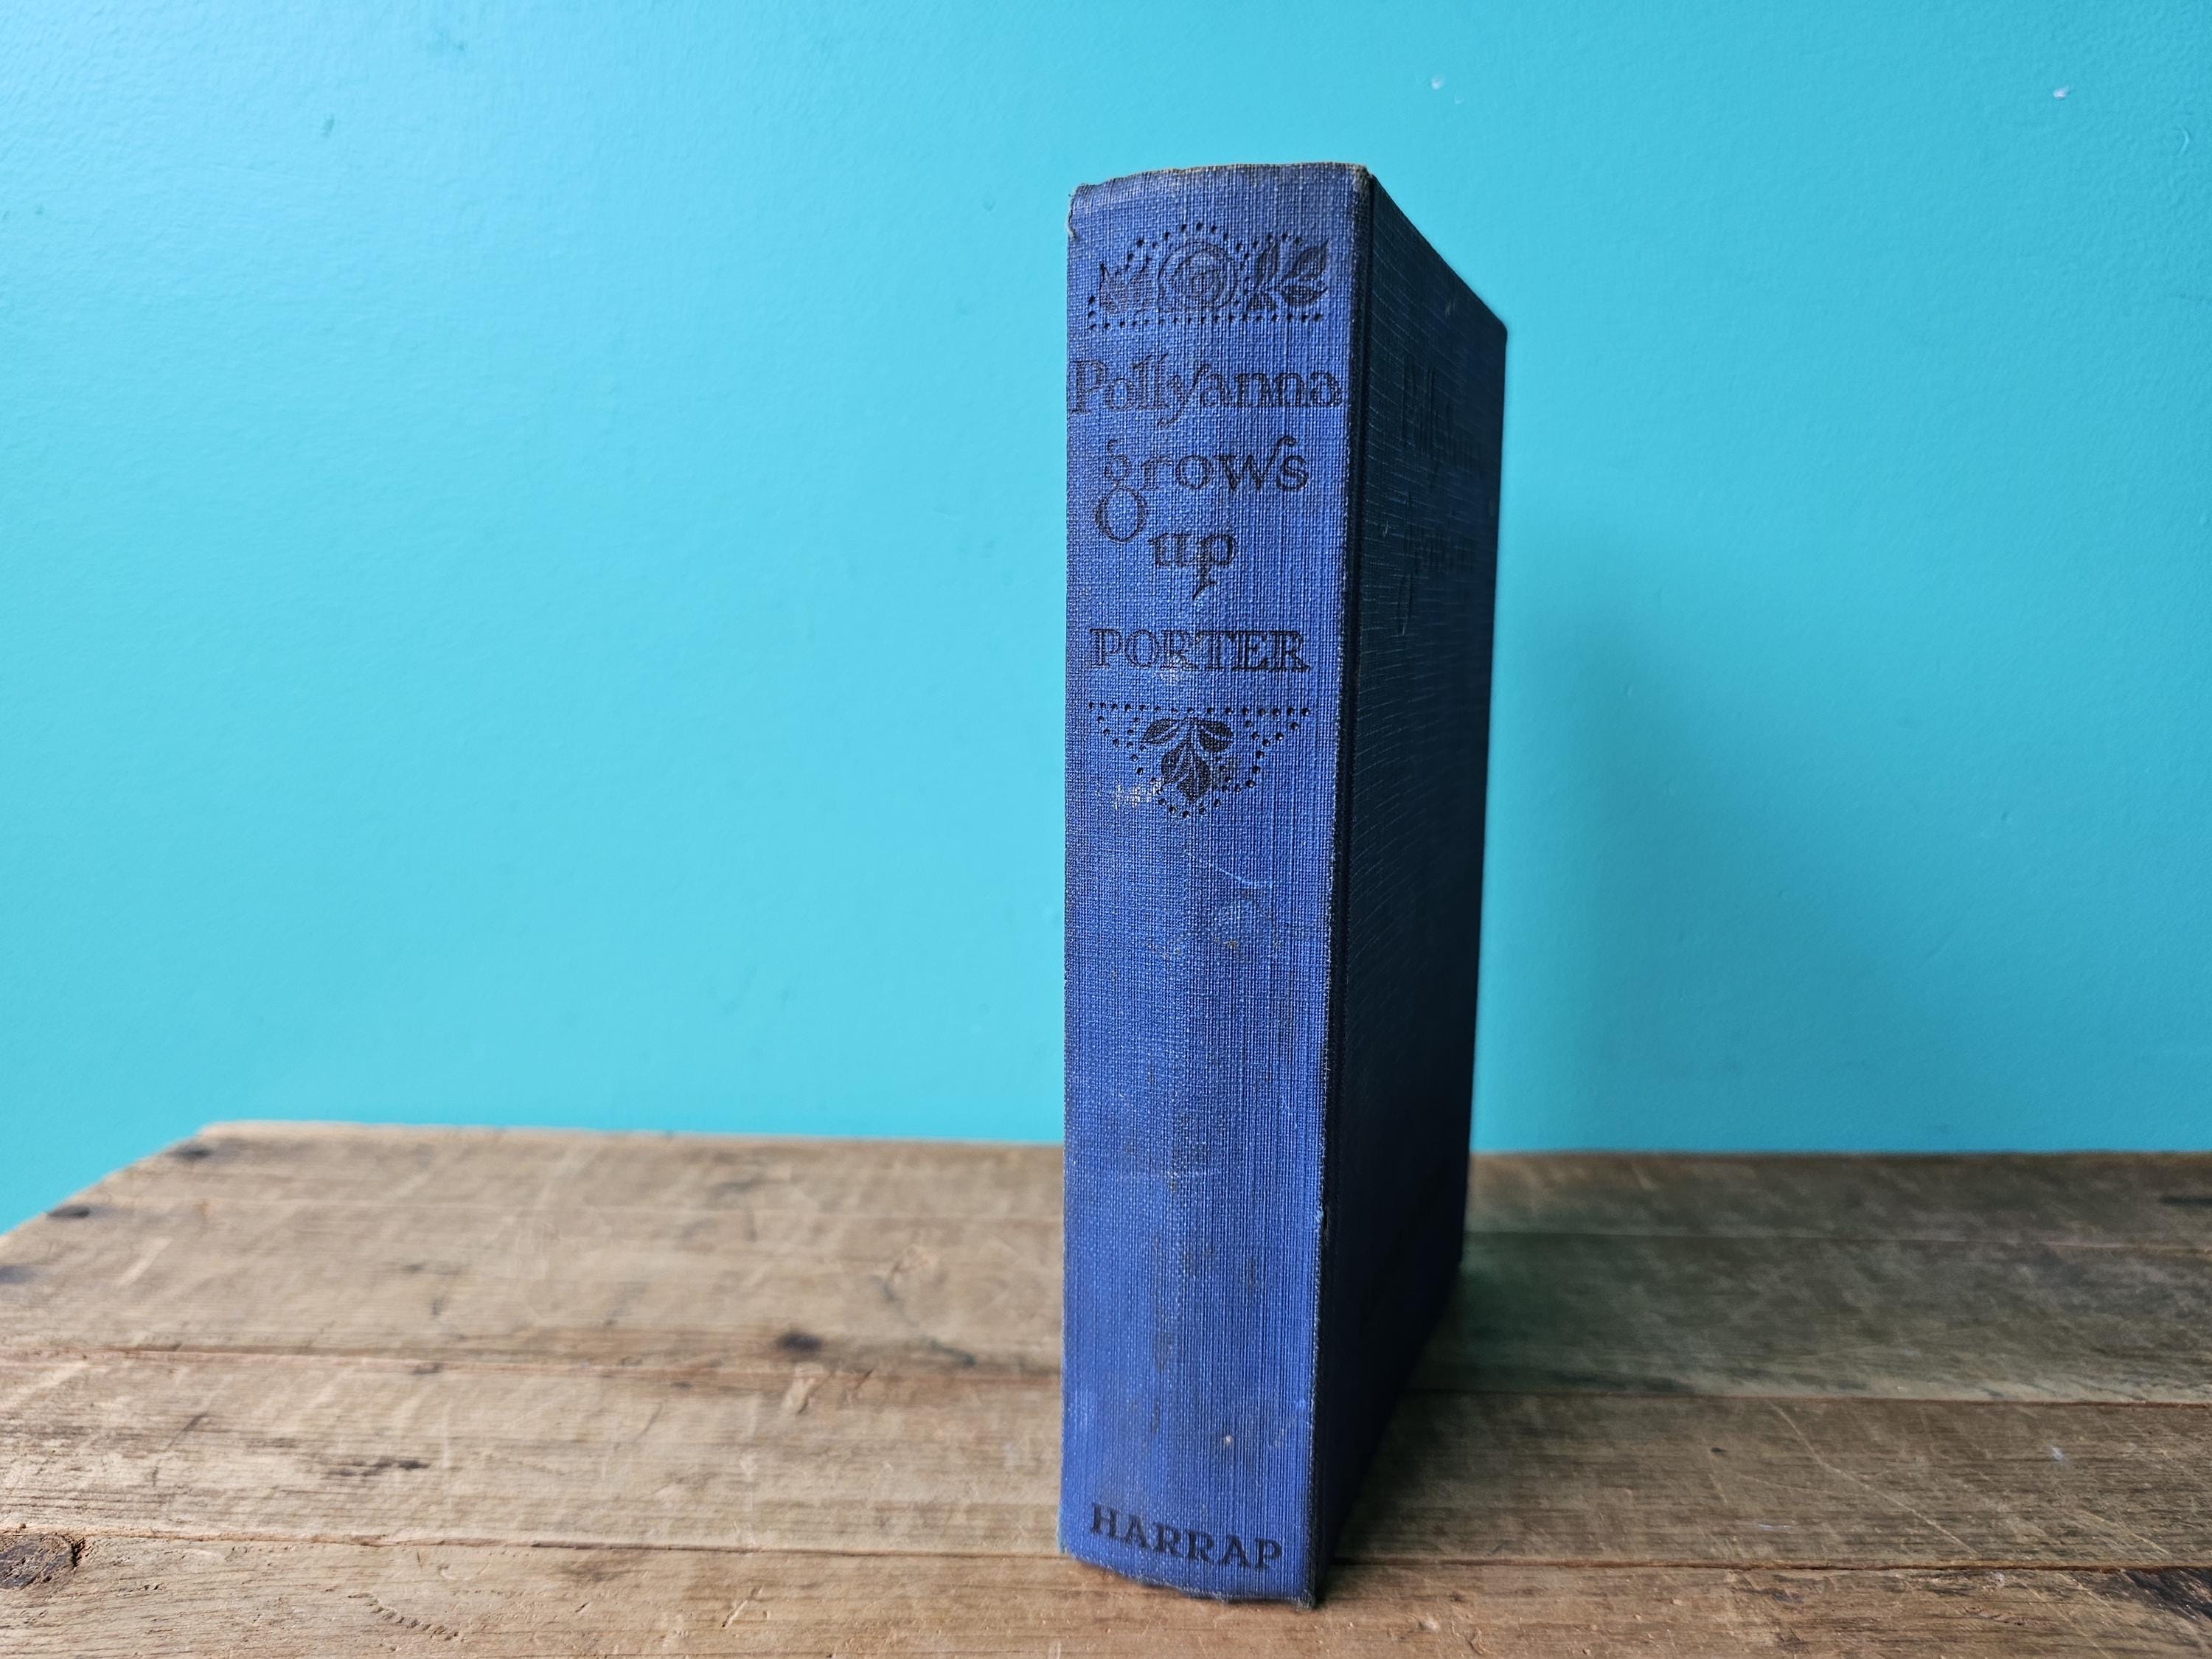 Pollyanna
grows
up
PORTER
HARRAP